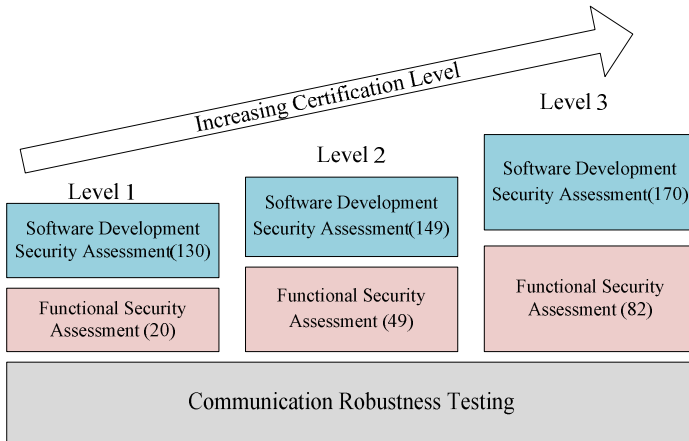 Increasing Certification Level
Level 1
Software Development
Security Assessment(130)
Functional Security
Assessment (20)
Level 2
Software Development
Security Assessment(149)
Functional Security
Assessment (49)
Level 3
Software Development
Security Assessment(170)
Functional Security
Assessment (82)
Communication Robustness Testing